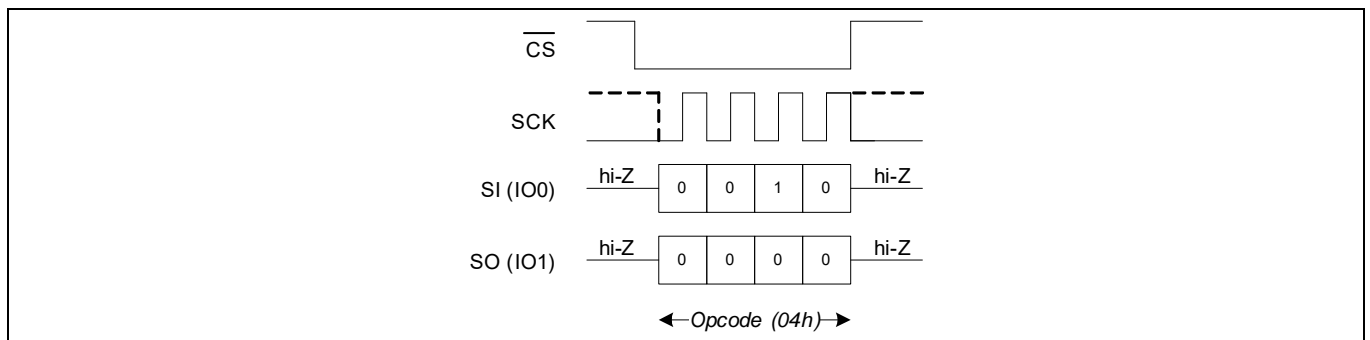 CS
SCK
hi-Z 0 0 1 0 hi-Z
SI (IO0)
hi-Z 0 0 0 0 hi-Z
SO (IO1)
Opcode (04h)